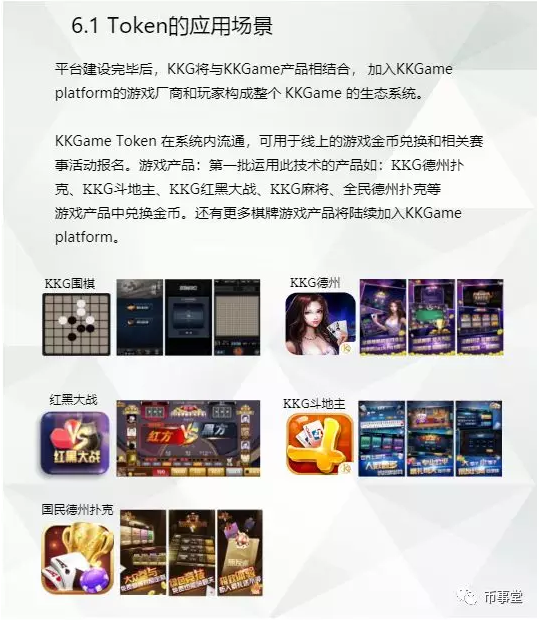 6.1 Token的应用场景
平台建设完毕后，KKG将与KKGame产品相结合， 加入KKGame
platform的游戏厂商和玩家构成整个 KKGame 的生态系统。
KKGame Token 在系统内流通，可用于线上的游戏金币兑换和相关赛
事活动报名。游戏产品：第一批运用此技术的产品如：KKG德州扑
克、KKG斗地主、KKG红黑大战、KKG麻将、全民德州扑克等
游戏产品中兑换金币。还有更多棋牌游戏产品将陆续加入KKGame
platform。
KKG围棋
KKG德州
红黑大战
红方 VS 黑方
VS
红黑大战
KKG斗地主
国民德州扑克
币事堂